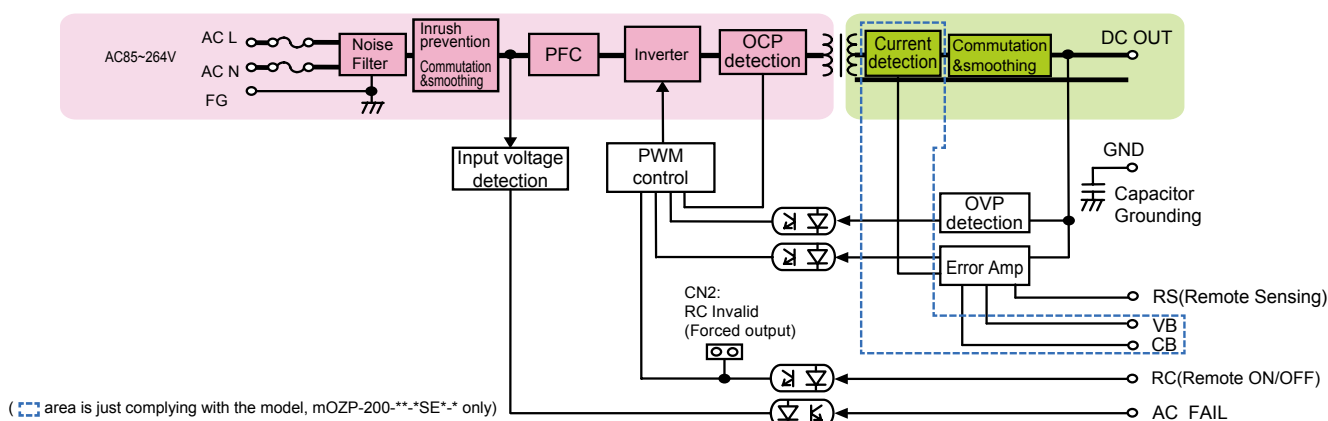 AC85~264V
AC L
AC N
FG
Noise
Filter
Inrush
prevention
Commutation
&smoothing
PFC
Inverter
OCP
detection
Current
detection
Commutation
&smoothing
DC OUT
Input voltage
detection
PWM
control
GND
Capacitor
Grounding
OVP
detection
Error Amp
CN2:
RC Invalid
(Forced output)
RS(Remote Sensing)
VB
CB
RC(Remote ON/OFF)
AC FAIL
( area is just complying with the model, mOZP-200-**-*SE*-* only)